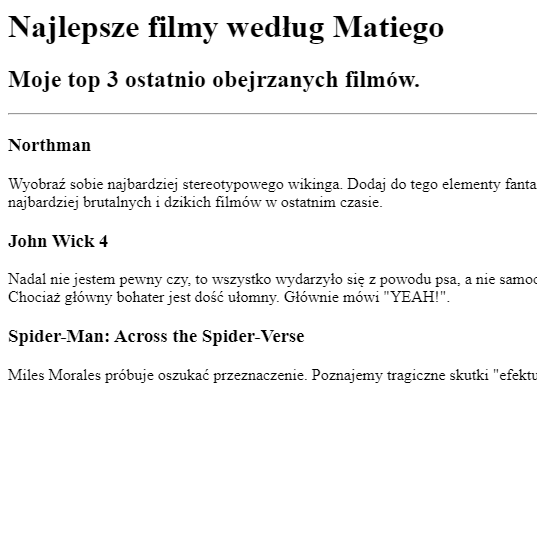 Najlepsze filmy według Matiego
Moje top 3 ostatnio obejrzanych filmów.
Northman
Wyobraź sobie najbardziej stereotypowego wikinga. Dodaj do tego elementy fanta
najbardziej brutalnych i dzikich filmów w ostatnim czasie.
John Wick 4
Nadal nie jestem pewny czy, to wszystko wydarzyło się z powodu psa, a nie samoc
Chociaż główny bohater jest dość ułomny. Głównie mówi "YEAH!".
Spider-Man: Across the Spider-Verse
Miles Morales próbuje oszukać przeznaczenie. Poznajemy tragiczne skutki "efektu